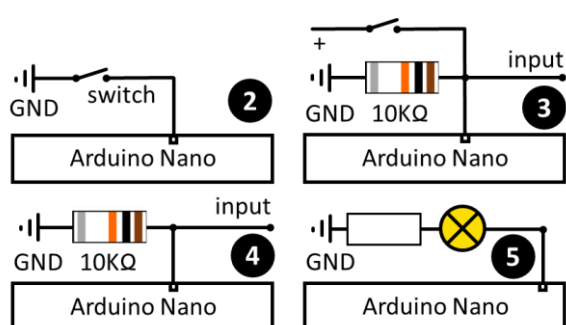 GND
switch
2
Arduino Nano
+
input
GND
10KΩ
3
Arduino Nano
input
GND
10KΩ
4
Arduino Nano
GND
5
Arduino Nano